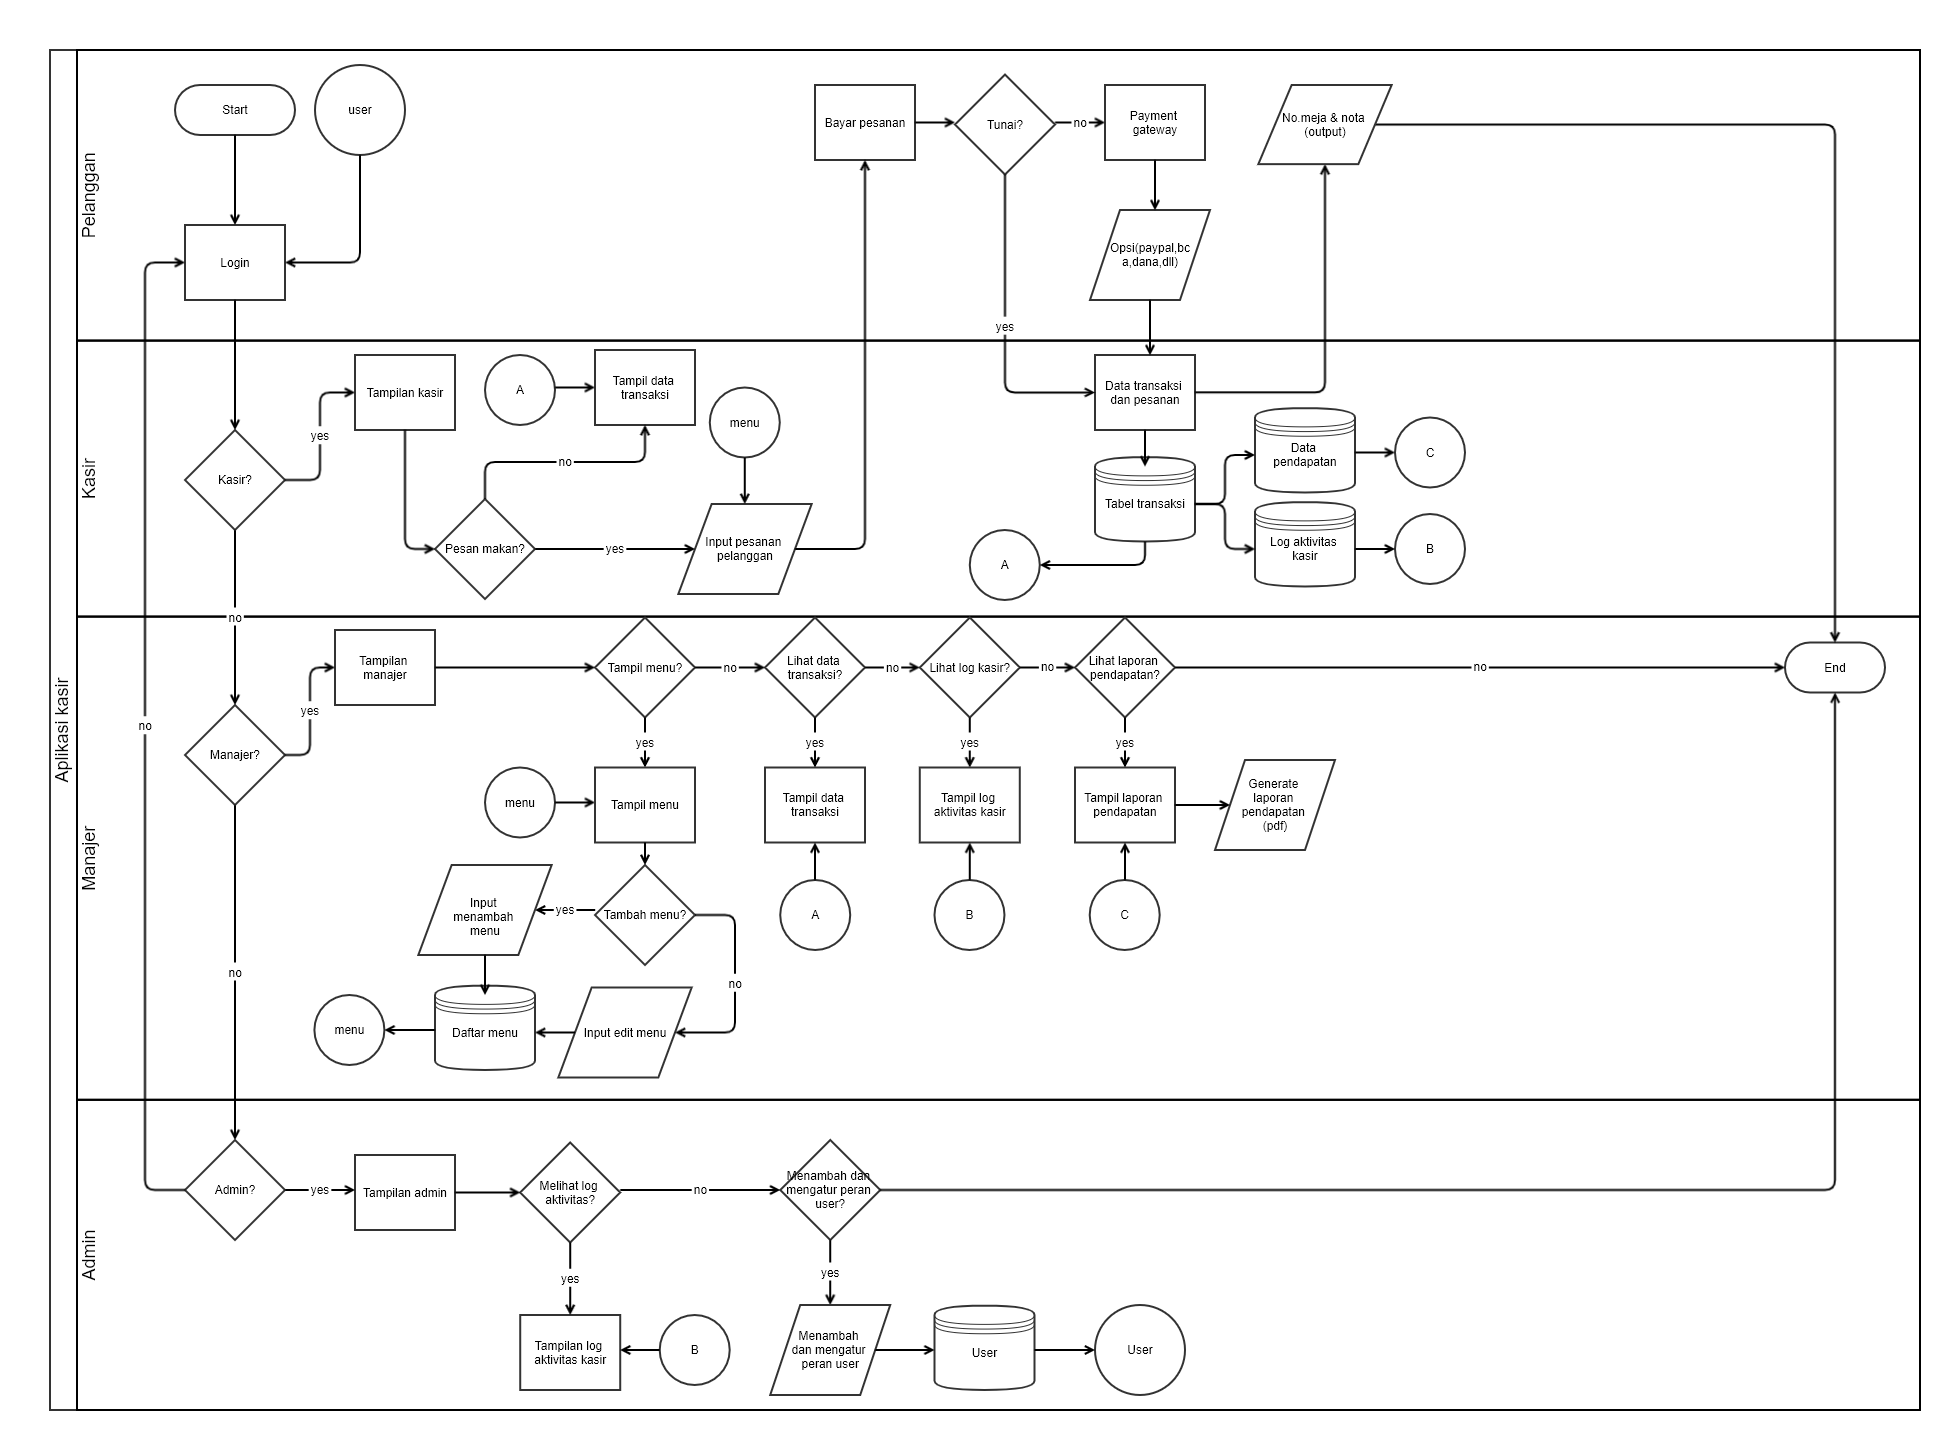 Aplikasi kasir
Pelanggan
Start
user
Bayar pesanan
Tunai?
no
Payment
gateway
No.meja & nota
(output)
Login
Opsi(paypal,bc
a,dana,dll)
yes
Kasir
Tampilan kasir
A
Tampil data
transaksi
menu
Data transaksi
dan pesanan
yes
no
Kasir?
Data
pendapatan
C
Tabel transaksi
Pesan makan?
yes
Input pesanan
pelanggan
A
Log aktivitas
kasir
B
no
Manajer
Tampilan
manajer
Tampil menu?
no
Lihat data
transaksi?
no
Lihat log kasir?
no
Lihat laporan
pendapatan?
no
End
yes
no
Manajer?
yes
yes
yes
yes
menu
Tampil menu
Tampil data
transaksi
Tampil log
aktivitas kasir
Tampil laporan
pendapatan
Generate
laporan
pendapatan
(pdf)
Input
menambah
menu
yes
Tambah menu?
A
B
C
no
no
menu
Daftar menu
Input edit menu
Admin
Admin?
yes
Tampilan admin
Melihat log
aktivitas?
no
Menambah dan
mengatur peran
user?
yes
yes
Tampilan log
aktivitas kasir
B
Menambah
dan mengatur
peran user
User
User